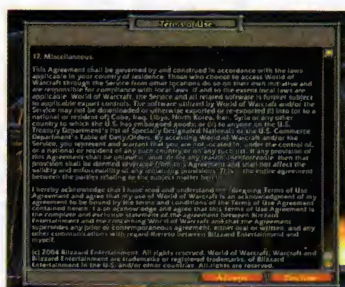 Terms of Use
17. Miscellaneous.
This Agreement shall be governed by and construed in accordance with the laws
applicable in your country of residence. Those who choose to access World of
Warcraft through the Service from other locations do so on their own initiative and
are responsible for compliance with local laws if and to the extent local laws are
applicable. World of Warcraft, the Service and all related software is further subject
to applicable export controls. The software utilized by World of Warcraft and/or the
Service may not be downloaded or otherwise exported or re-exported (i) into (or to a
national or resident of) Cuba, Iraq, Libya, North Korea, Iran, Syria or any other
country to which the U.S. has embargoed goods; or (ii) to anyone on the U.S.
Treasury Department's list of Specially Designated Nationals or the U.S. Commerce
Department's Table of Deny Orders. By accessing World of Warcraft and/or the
Service, you represent and warrant that you are not located in, under the control of,
or a national or resident of any such country or on any such list. If any provision of
this Agreement shall be unlawful, void, or for any reason unenforceable, then that
provision shall be deemed severable from this Agreement and shall not affect the
validity and enforceability of any remaining provisions. This is the entire agreement
between the parties relating to the subject matter
I hereby acknowledge that I have read and understand the foregoing Terms of Use
Agreement and agree that my use of World of Warcraft is an acknowledgment of my
agreement to be bound by the terms and conditions of the Terms of Use Agreement
contained herein. I also acknowledge and agree that this Terms of Use Agreement is
the complete and exclusive statement of the agreement between Blizzard
Entertainment and me concerning World of Warcraft and that the Agreement
supersedes any prior or contemporaneous agreement, either oral or written, and any
other communications with regard thereto between Blizzard Entertainment and
myself.
(c) 2004 Blizzard Entertainment. All rights reserved. World of Warcraft, Warcraft and
Blizzard Entertainment are trademarks or registered trademarks of Blizzard
Entertainment in the U.S. and/or other countries. All rights are reserved.
Accept Decline